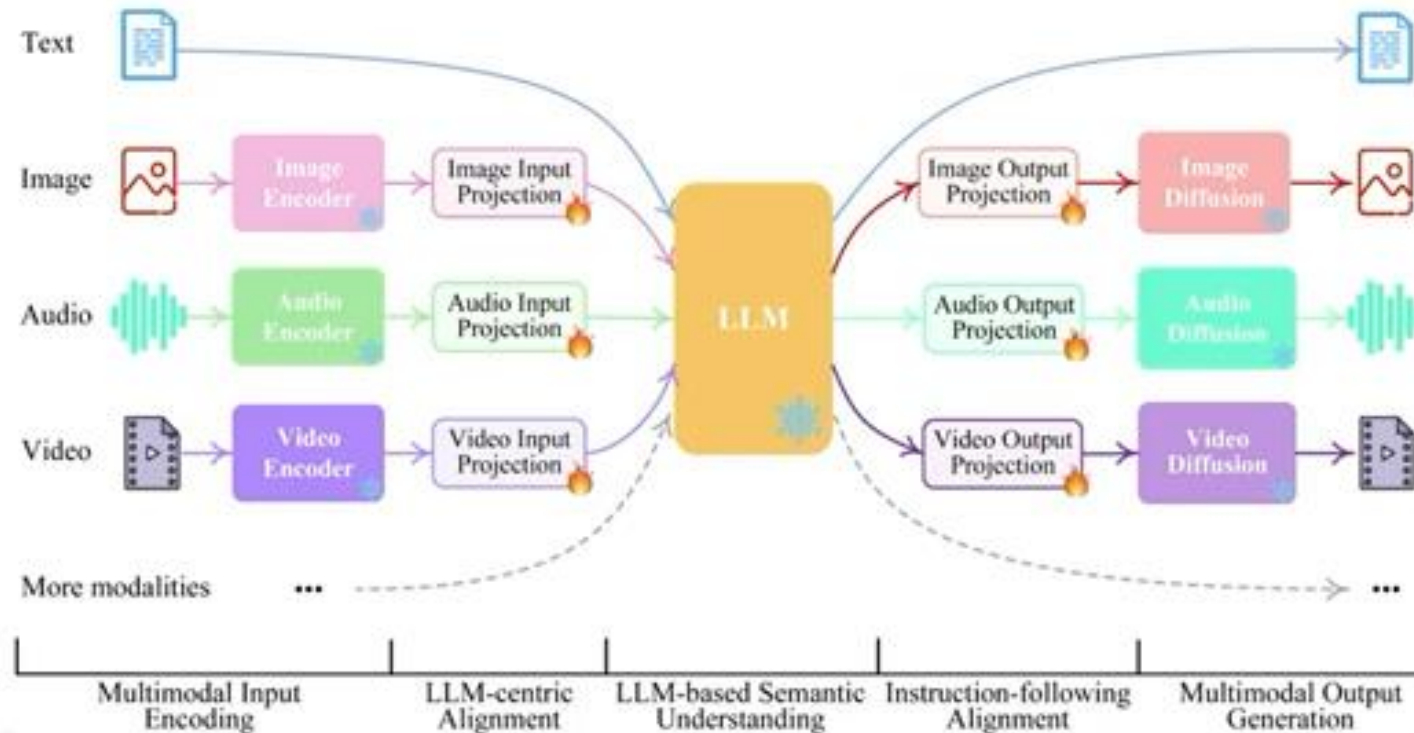 Text
Image
Image
Encoder
Image Input
Projection
Image Output
Projection
Image
Diffusion
Audio
Audio
Encoder
Audio Input
Projection
LLM
Audio Output
Projection
Audio
Diffusion
Video
Video
Encoder
Video Input
Projection
Video Output
Projection
Video
Diffusion
More modalities ...
...
Multimodal Input
Encoding
LLM-centric
Alignment
LLM-based Semantic
Understanding
Instruction-following
Alignment
Multimodal Output
Generation